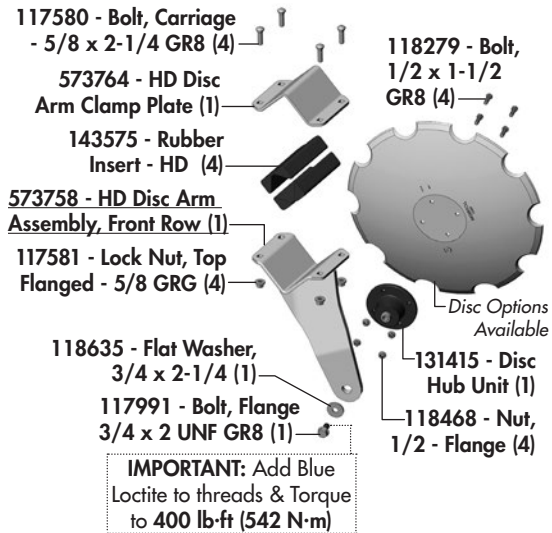 117580 - Bolt, Carriage
- 5/8 x 2-1/4 GR8 (4)
573764 - HD Disc
Arm Clamp Plate (1)
143575 - Rubber
Insert - HD (4)
573758 - HD Disc Arm
Assembly, Front Row (1)
117581 - Lock Nut, Top
Flanged - 5/8 GRG (4)
118635 - Flat Washer,
3/4 x 2-1/4 (1)
117991 - Bolt, Flange
3/4 x 2 UNF GR8 (1)
IMPORTANT: Add Blue
Loctite to threads & Torque
to 400 lb·ft (542 N·m)
118279 - Bolt,
1/2 x 1-1/2
GR8 (4)
Disc Options
Available
131415 - Disc
Hub Unit (1)
118468 - Nut,
1/2 - Flange (4)